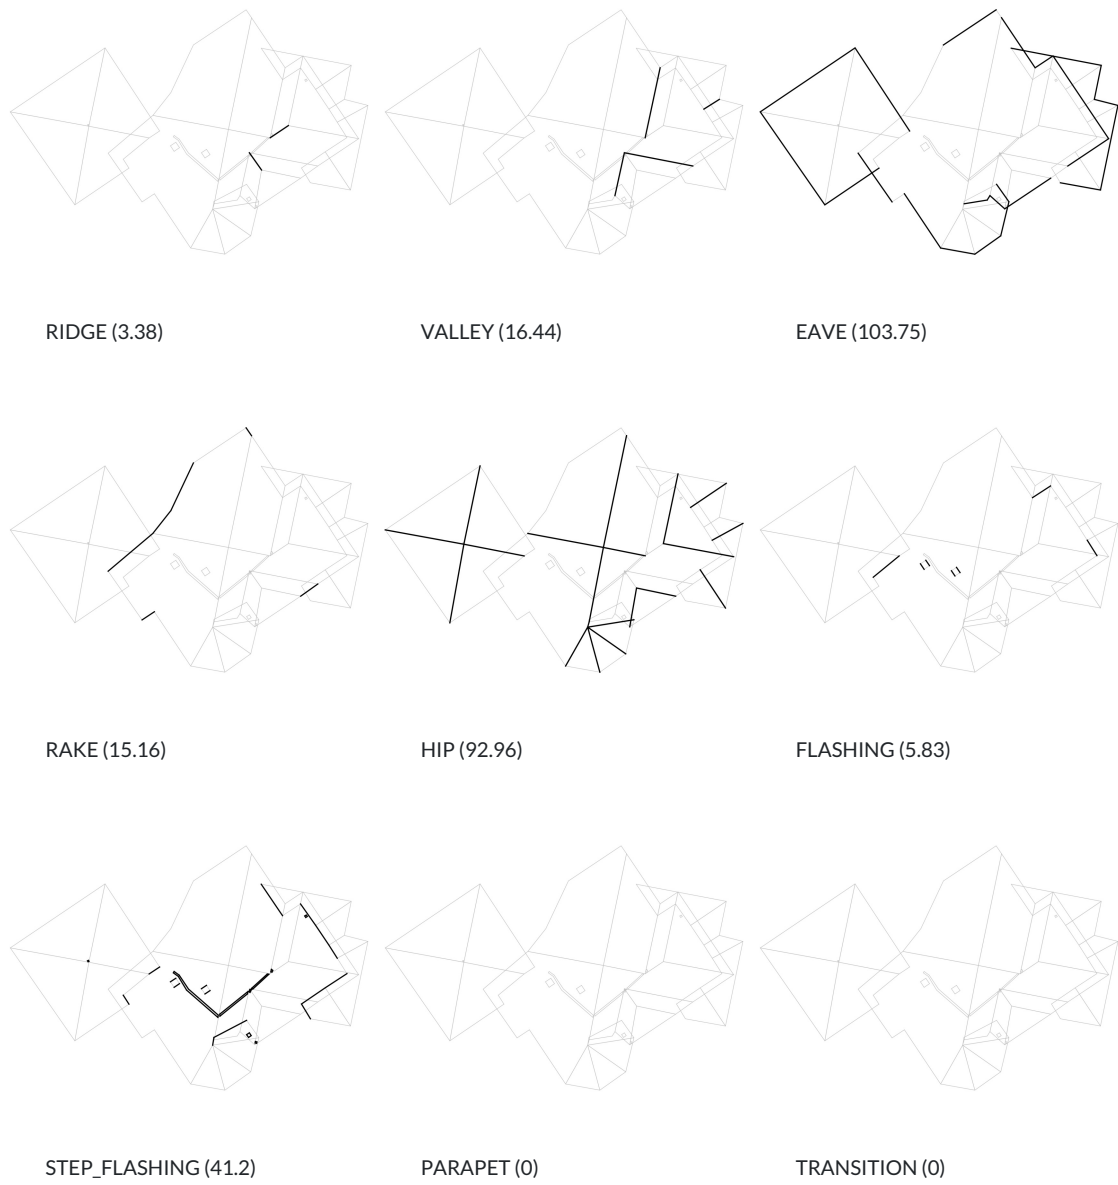 RIDGE (3.38)
VALLEY (16.44)
EAVE (103.75)
RAKE (15.16)
HIP (92.96)
FLASHING (5.83)
STEP_FLASHING (41.2)
PARAPET (0)
TRANSITION (0)